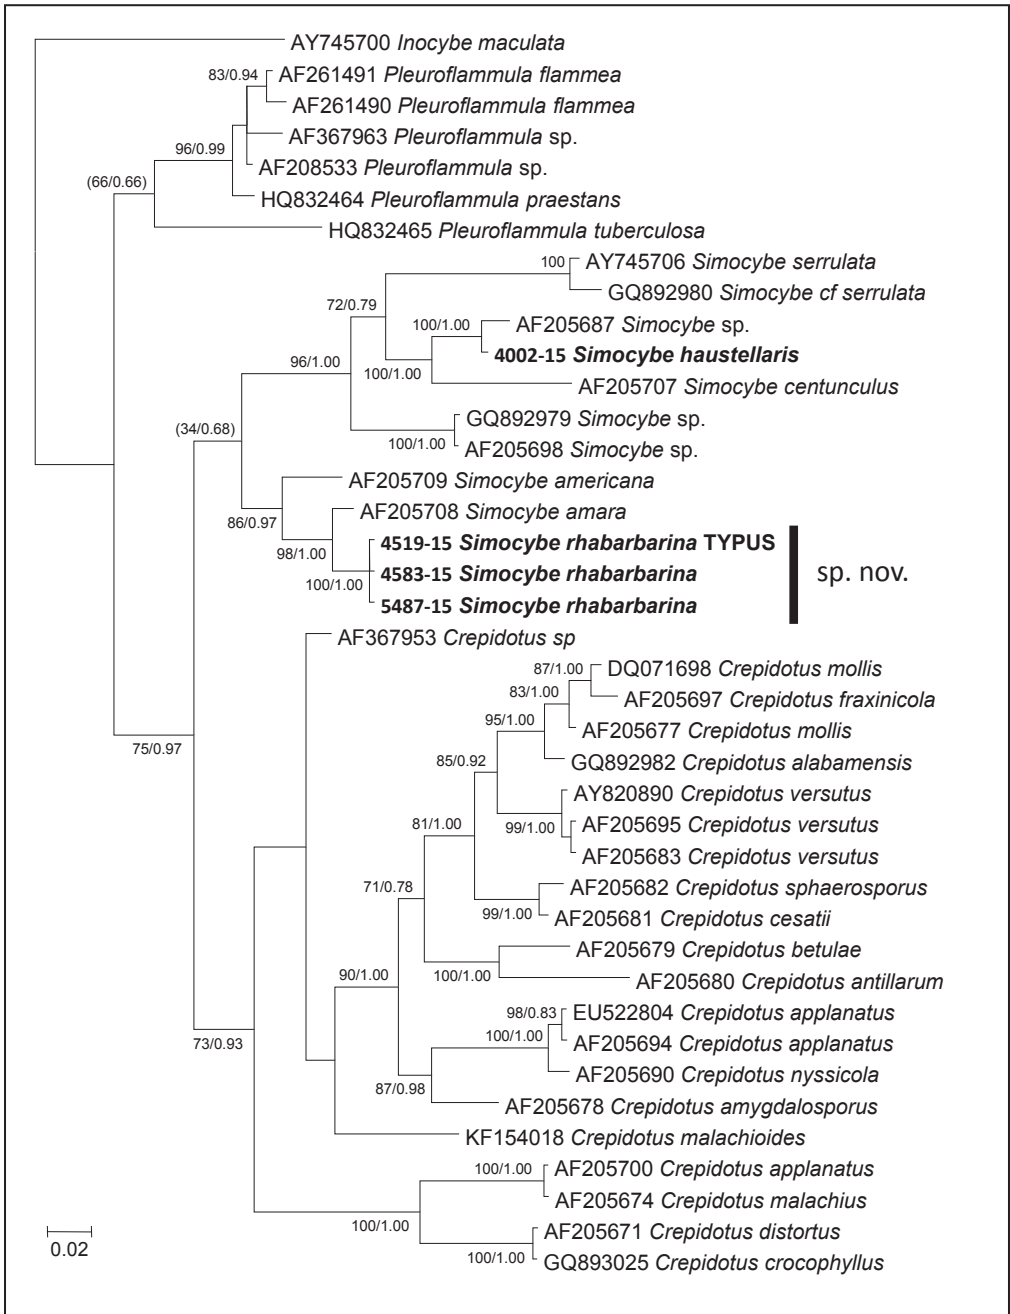 AY745700 Inocybe maculata
83/0.94
AF261491 Pleuroflammula flammea
AF261490 Pleuroflammula flammea
AF367963 Pleuroflammula sp.
96/0.99
AF208533 Pleuroflammula sp.
(66/0.66)
HQ832464 Pleuroflammula praestans
HQ832465 Pleuroflammula tuberculosa
100
AY745706 Simocybe serrulata
GQ892980 Simocybe cf serrulata
72/0.79
100/1.00
AF205687 Simocybe sp.
4002-15 Simocybe haustellaris
96/1.00
100/1.00
AF205707 Simocybe centunculus
GQ892979 Simocybe sp.
(34/0.68)
100/1.00
AF205698 Simocybe sp.
AF205709 Simocybe americana
AF205708 Simocybe amara
86/0.97
4519-15 Simocybe rhabarbarina TYPUS
98/1.00
4583-15 Simocybe rhabarbarina
sp. nov.
100/1.00
5487-15 Simocybe rhabarbarina
AF367953 Crepidotus sp
87/1.00
DQ071698 Crepidotus mollis
83/1.00
AF205697 Crepidotus fraxinicola
95/1.00
AF205677 Crepidotus mollis
75/0.97
85/0.92
GQ892982 Crepidotus alabamensis
AY820890 Crepidotus versutus
81/1.00
99/1.00
AF205695 Crepidotus versutus
AF205683 Crepidotus versutus
71/0.78
AF205682 Crepidotus sphaerosporus
99/1.00
AF205681 Crepidotus cesatii
AF205679 Crepidotus betulae
90/1.00
100/1.00
AF205680 Crepidotus antillarum
98/0.83
EU522804 Crepidotus applanatus
73/0.93
100/1.00
AF205694 Crepidotus applanatus
AF205690 Crepidotus nyssicola
87/0.98
AF205678 Crepidotus amygdalosporus
KF154018 Crepidotus malachioides
100/1.00
AF205700 Crepidotus applanatus
AF205674 Crepidotus malachius
100/1.00
AF205671 Crepidotus distortus
0.02
100/1.00
GQ893025 Crepidotus crocophyllus